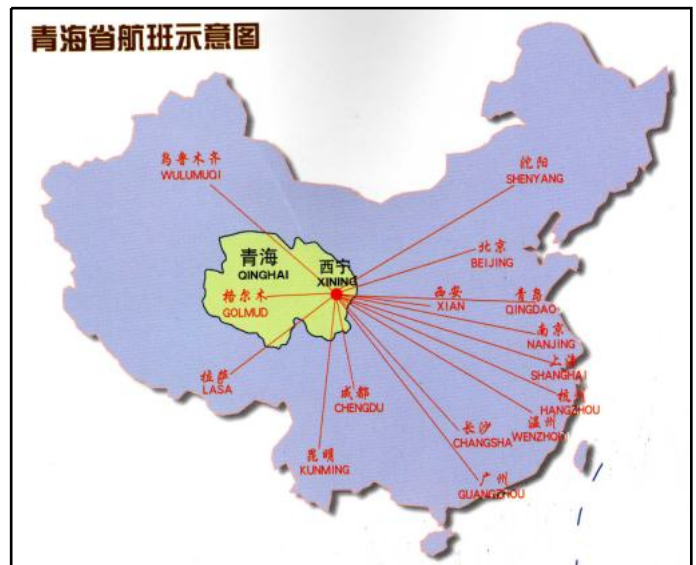 青海省航班示意图
乌鲁木齐
WULUMUQI
沈阳
SHENYANG
北京
BEIJING
青海
QINGHAI
西宁
XINING
格尔木
GOLMUD
西安
XIAN
青岛
QINGDAO
南京
NANJING
上海
SHANGHAI
拉萨
LASA
成都
CHENGDU
杭州
HANGZHOU
温州
WENZHOU
长沙
CHANGSHA
昆明
KUNMING
广州
GUANGZHOU